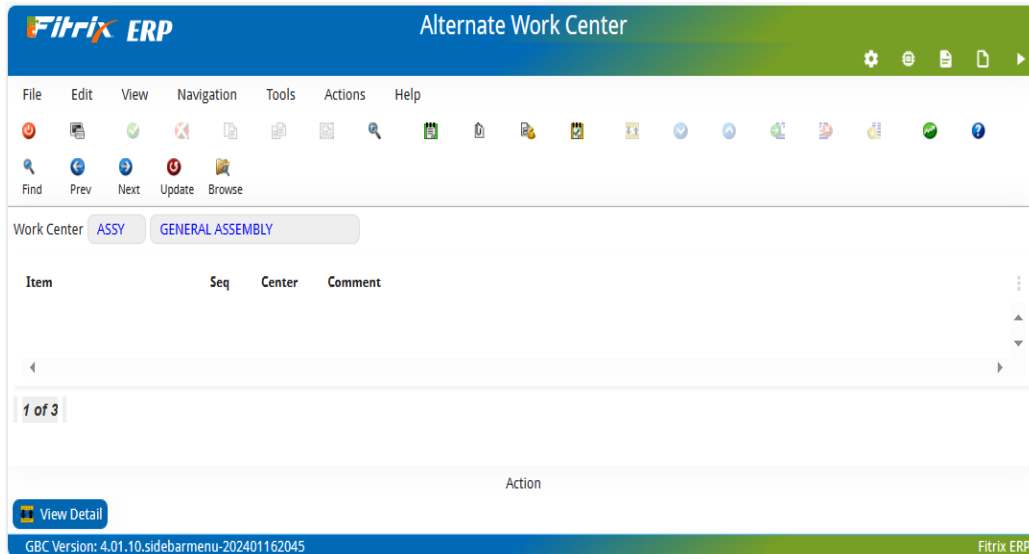 Fitrix ERP
Alternate Work Center
File Edit View Navigation Tools Actions Help
Find Prev Next Update Browse
Work Center ASSY GENERAL ASSEMBLY
Item Seq Center Comment
1 of 3
Action
View Detail
GBC Version: 4.01.10.sidebarmenu-202401162045 Fitrix ERP